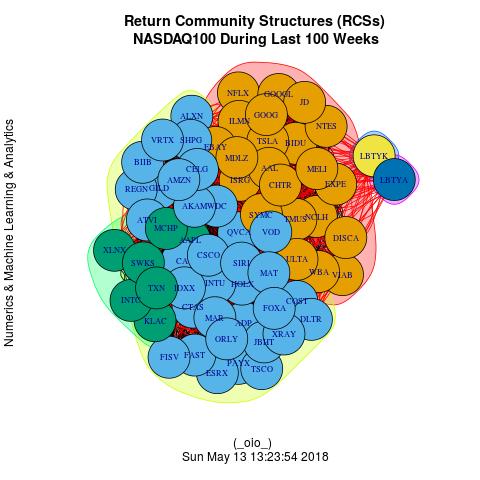 Return Community Structures (RCSs)
NASDAQ100 During Last 100 Weeks
Numerics & Machine Learning & Analytics
NFLX
GOOGL
JD
ALXN
ILMN
GOOG
NTES
VRTX
SHPG
EBAY
TSLA
BIDU
LBTYK
BIIB
CELG
MDLZ
AAL
MELI
LBTYA
REGN
GILD
AMZN
ISRG
CHTR
EXPE
ATVI
AKAM
WDC
SYMC
TMUS
NCLH
MCHP
AAPL
QVCA
VOD
DISCA
XLNX
SWKS
CA
CSCO
SIRI
MAT
ULTA
WBA
VIAB
INTC
TXN
IDXX
INTU
HOLX
COST
KLAC
CTAS
MAR
ADP
FOXA
DLTR
ORLY
JBHT
XRAY
FISV
FAST
PAYX
ESRX
TSCO
(_oio_)
Sun May 13 13:23:54 2018